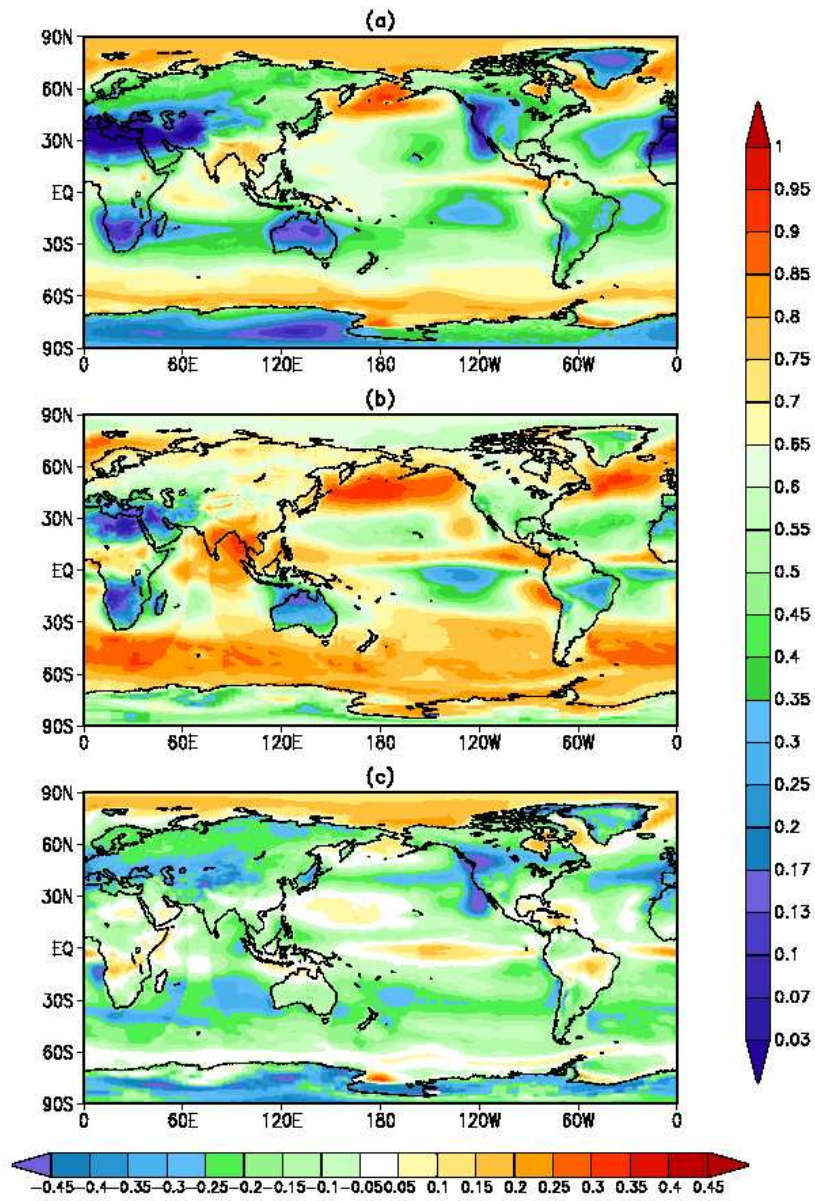 (a)
90N
60N
30N
EQ
30S
60S
90S
0 60E 120E 180 120W 60W 0
(b)
90N
60N
30N
EQ
30S
60S
90S
0 60E 120E 180 120W 60W 0
(c)
90N
60N
30N
EQ
30S
60S
90S
0 60E 120E 180 120W 60W 0
1
0.95
0.9
0.85
0.8
0.75
0.7
0.65
0.6
0.55
0.5
0.45
0.4
0.35
0.3
0.25
0.2
0.17
0.13
0.1
0.07
0.03
-0.45 -0.4 -0.35 -0.3 -0.25 -0.2 -0.15 -0.1 -0.05 0.05 0.1 0.15 0.2 0.25 0.3 0.35 0.4 0.45